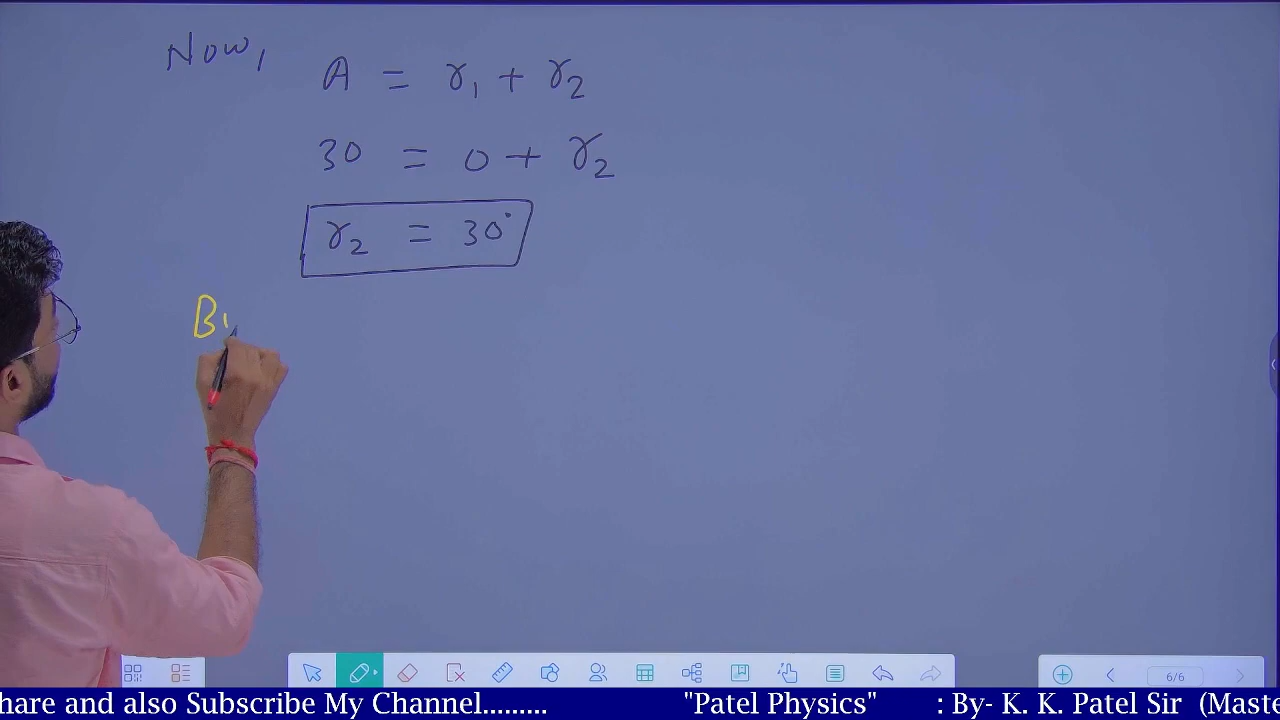 Now,
A = r₁ + r₂
30 = 0 + r₂
r₂ = 30°
B
6/6
hare and also Subscribe My Channel......... "Patel Physics" : By- K. K. Patel Sir (Maste